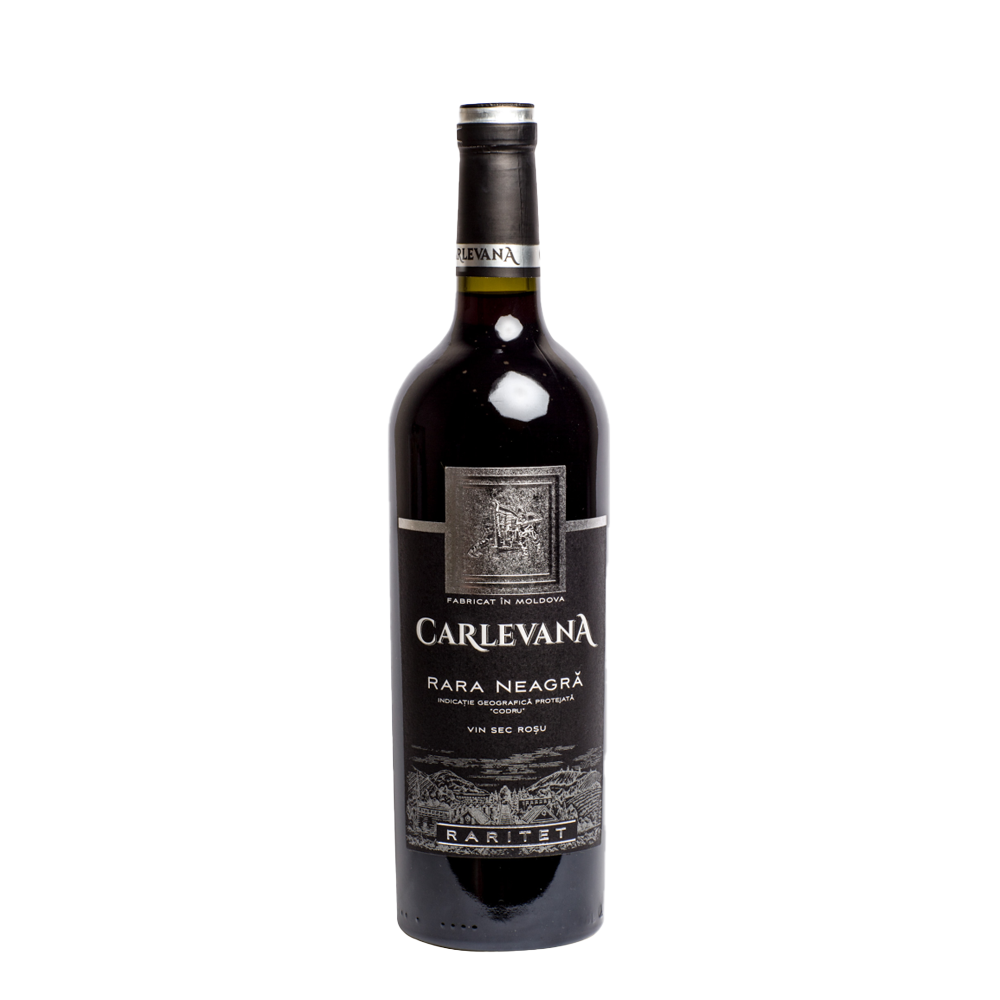 CARLEVANA
FABRICAT ÎN MOLDOVA
CARLEVANA
RARA NEAGRĂ
INDICAȚIE GEOGRAFICĂ PROTEJATĂ
"CODRU"
VIN SEC ROȘU
RARITET